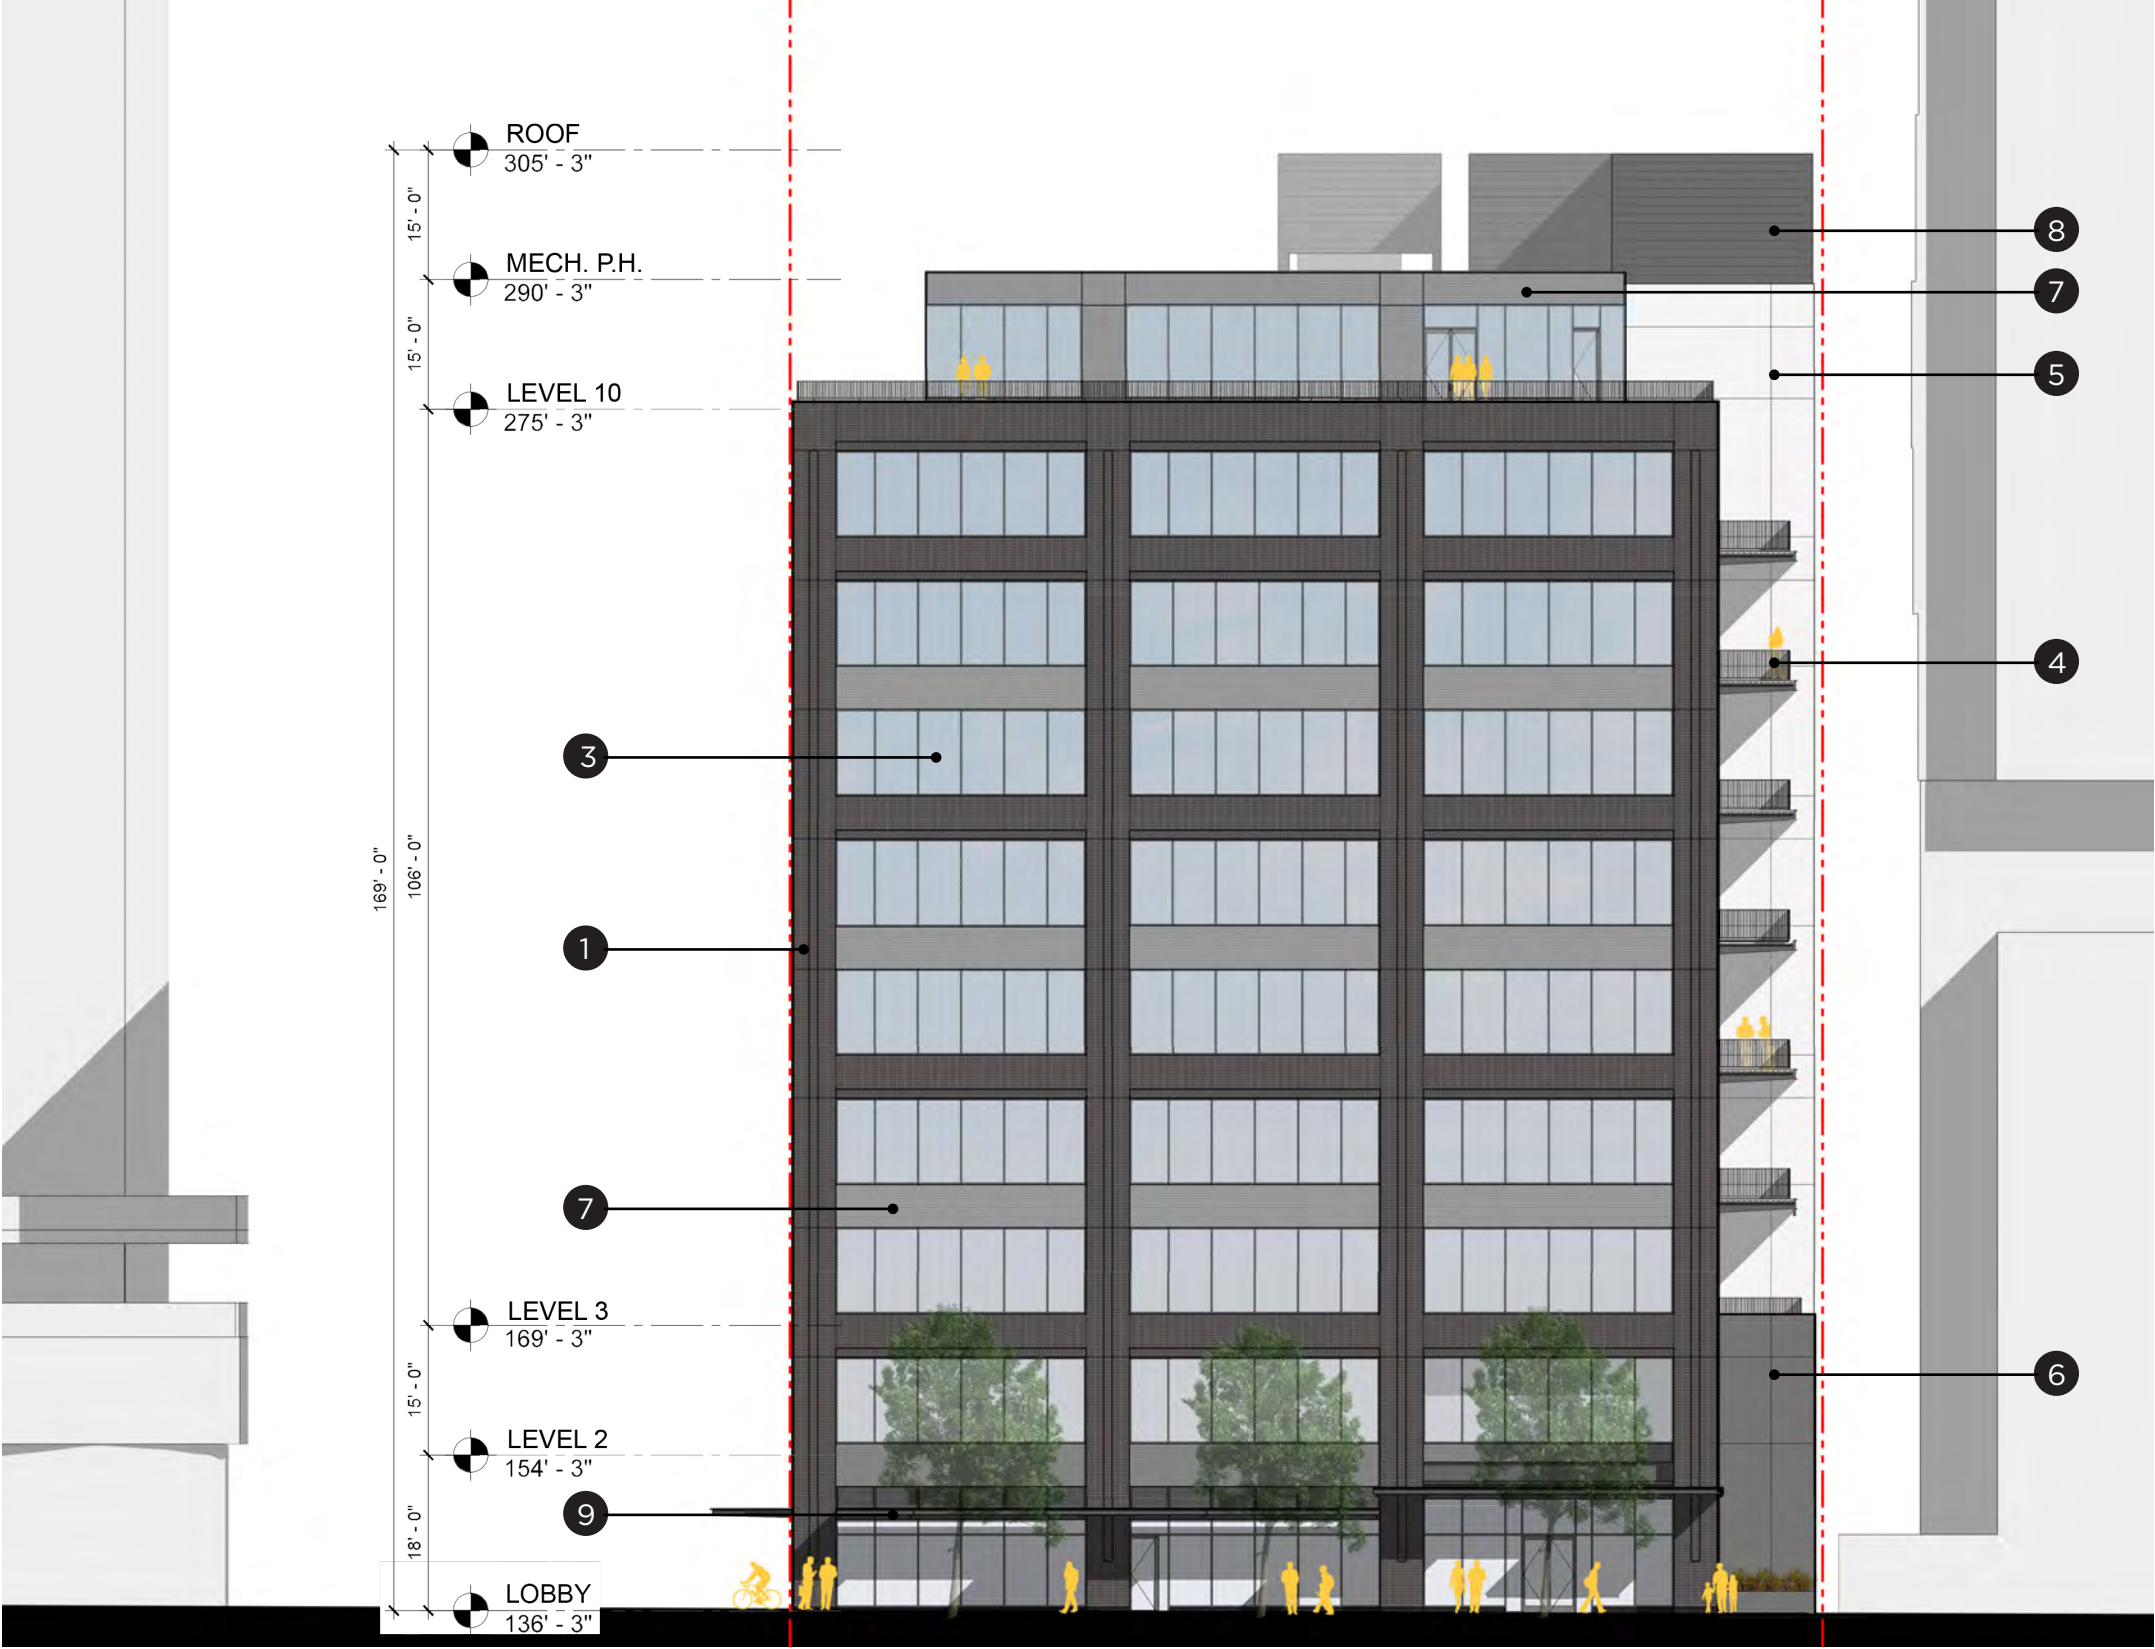 ROOF
305' - 3"
15' - 0"
8
MECH. P.H.
290' - 3"
7
15' - 0"
5
LEVEL 10
275' - 3"
4
3
169' - 0"
106' - 0"
1
7
LEVEL 3
169' - 3"
15' - 0"
6
LEVEL 2
154' - 3"
9
18' - 0"
LOBBY
136' - 3"